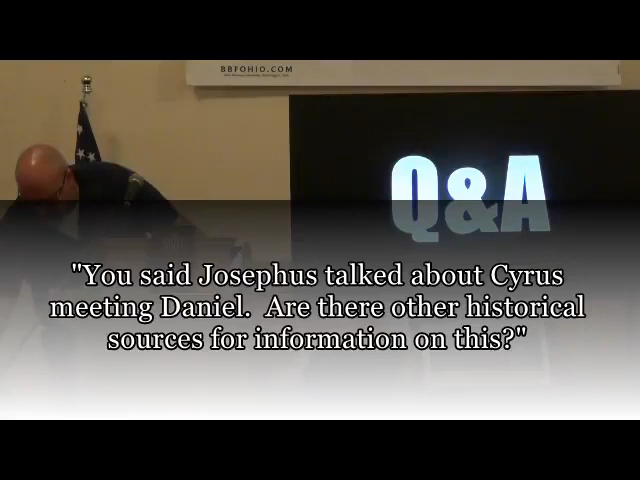 BBFOHIO.COM
Q&A
"You said Josephus talked about Cyrus
meeting Daniel.  Are there other historical
sources for information on this?"